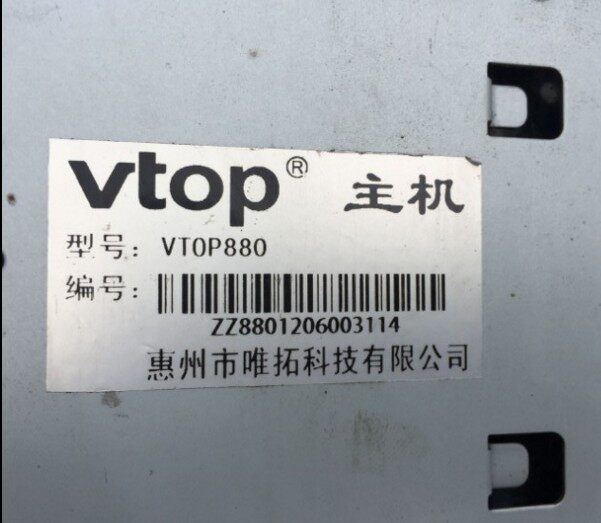 vtop® 主机
型号: VTOP880
编号:
ZZ8801206003114
惠州市唯拓科技有限公司